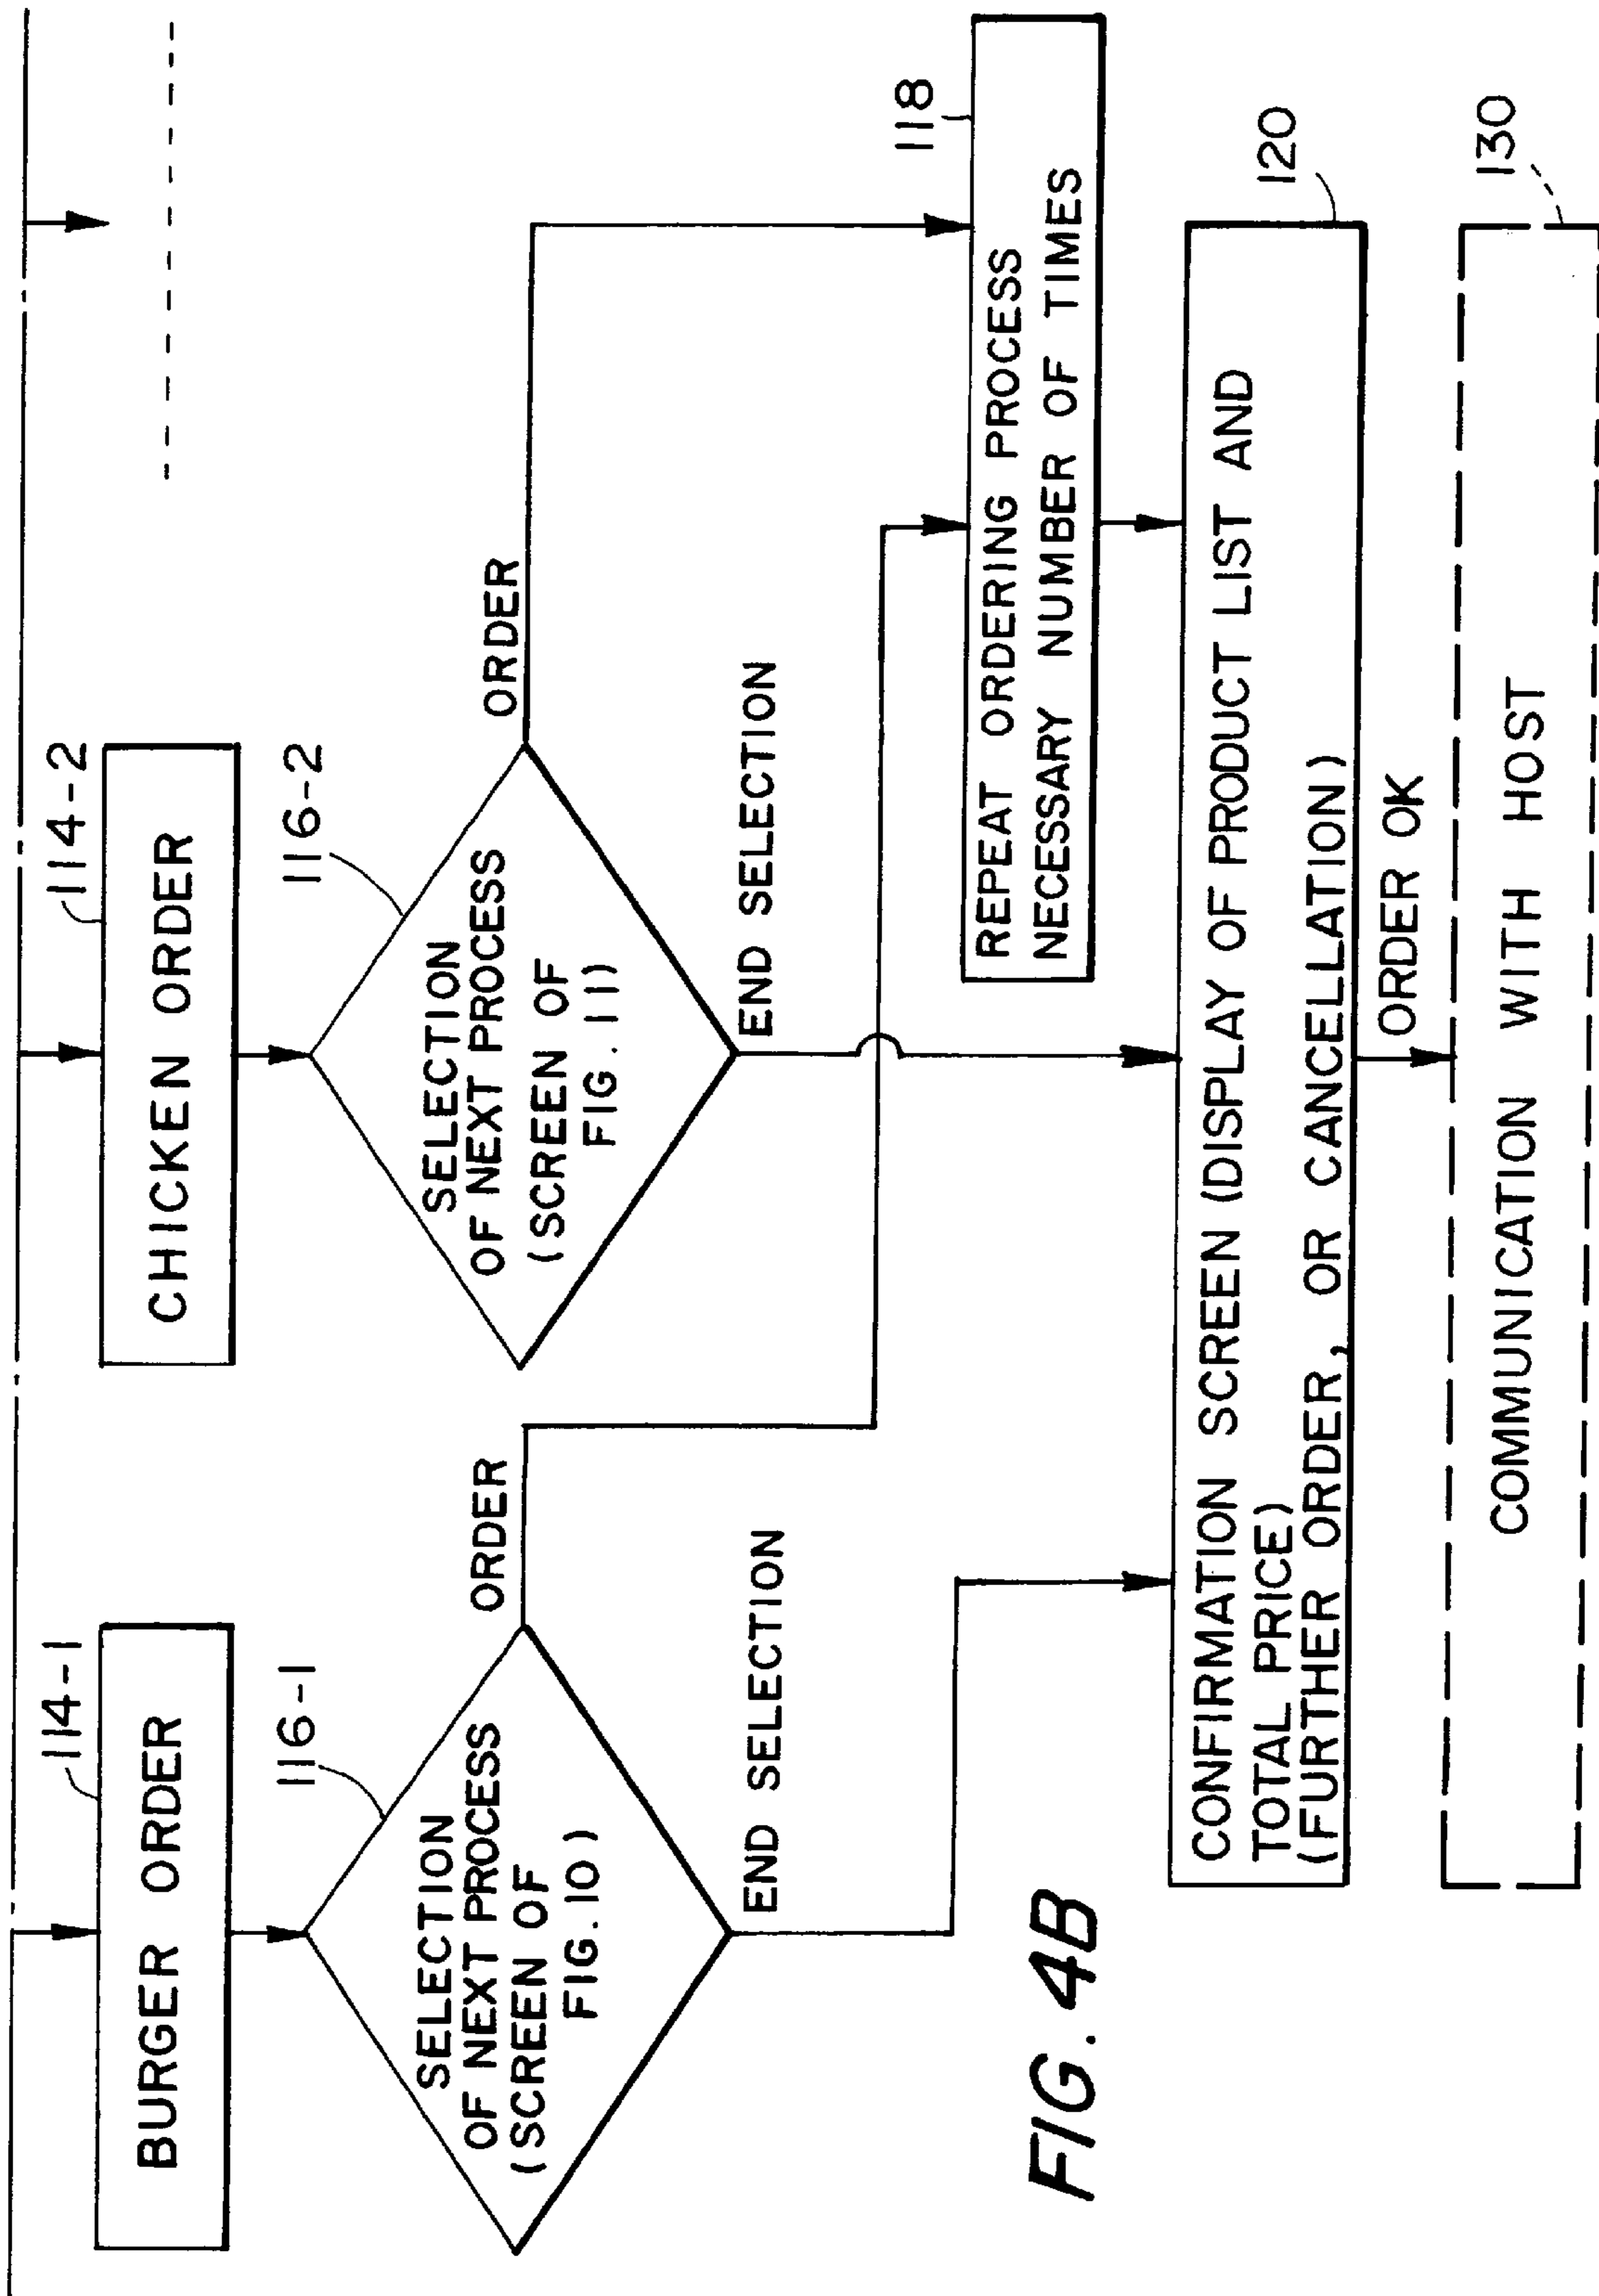 114-1
BURGER ORDER
114-2
CHICKEN ORDER
116-1
SELECTION
OF NEXT PROCESS
(SCREEN OF
FIG. 10)
ORDER
END SELECTION
116-2
SELECTION
OF NEXT PROCESS
(SCREEN OF
FIG. 11)
ORDER
END SELECTION
118
REPEAT ORDERING PROCESS
NECESSARY NUMBER OF TIMES
120
CONFIRMATION SCREEN (DISPLAY OF PRODUCT LIST AND
TOTAL PRICE)
(FURTHER ORDER, OR CANCELLATION)
ORDER OK
130
COMMUNICATION WITH HOST
FIG. 4B